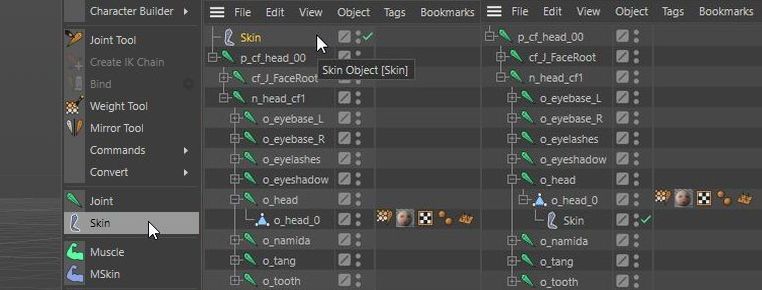 Character Builder
Joint Tool
Create IK Chain
Bind
Weight Tool
Mirror Tool
Commands
Convert
Joint
Skin
Muscle
MSkin
File Edit View Object Tags Bookmarks
Skin
p_cf_head_00
Skin Object [Skin]
cf_J_FaceRoot
n_head_cf1
o_eyebase_L
o_eyebase_R
o_eyelashes
o_eyeshadow
o_head
o_head_0
o_namida
o_tang
o_tooth
File Edit View Object Tags Bookmarks
p_cf_head_00
cf_J_FaceRoot
n_head_cf1
o_eyebase_L
o_eyebase_R
o_eyelashes
o_eyeshadow
o_head
o_head_0
Skin
o_namida
o_tang
o_tooth